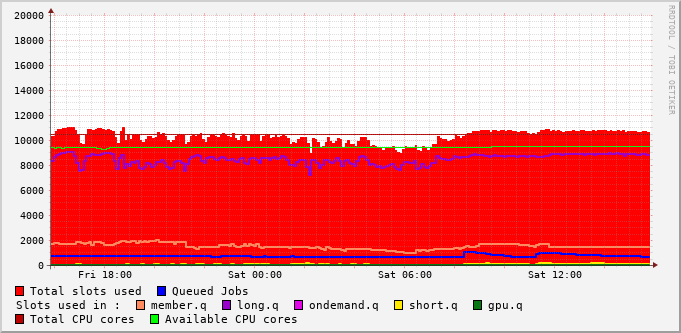 20000
18000
16000
14000
12000
10000
8000
6000
4000
2000
0
Fri 18:00 Sat 00:00 Sat 06:00 Sat 12:00
Total slots used Queued Jobs
Slots used in : member.q long.q ondemand.q short.q gpu.q
Total CPU cores Available CPU cores
RRDTOOL / TOBI OETIKER